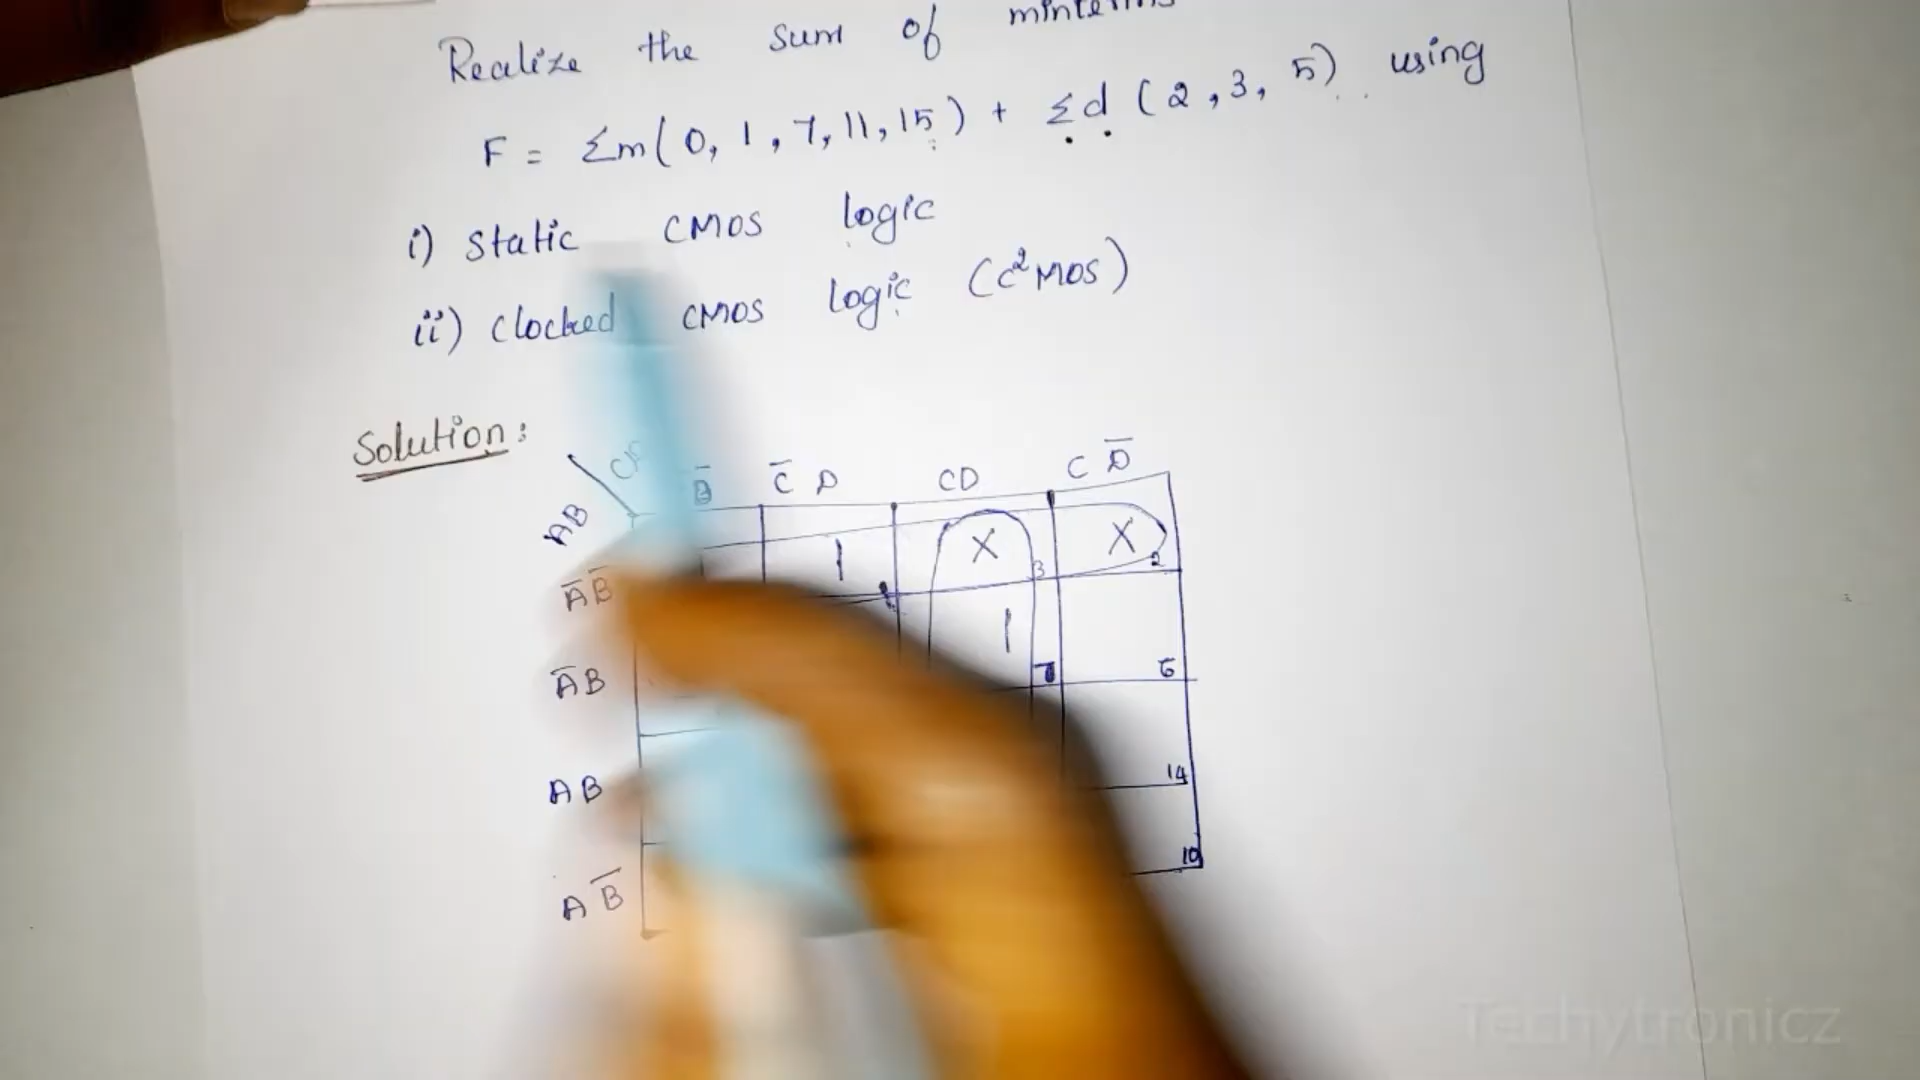 Realize the sum of minterms
F = Σm(0, 1, 7, 11, 15) + Σd (2, 3, 5) using
i) Static CMOS logic
ii) Clocked CMOS logic (C²MOS)
Solution:
AB
C̅ D CD C D̅
A̅ B̅ 1 X 3 X 2
A̅ B 1 7 6
A B 14
A B̅ 10
Techytronicz